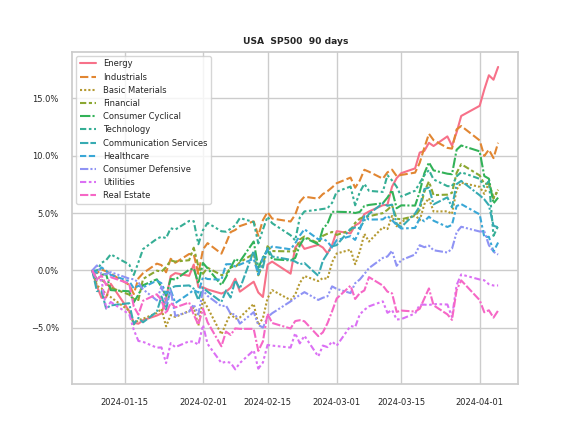 USA SP500 90 days
Energy
Industrials
Basic Materials
Financial
Consumer Cyclical
Technology
Communication Services
Healthcare
Consumer Defensive
Utilities
Real Estate
15.0%
10.0%
5.0%
0.0%
−5.0%
2024-01-15 2024-02-01 2024-02-15 2024-03-01 2024-03-15 2024-04-01